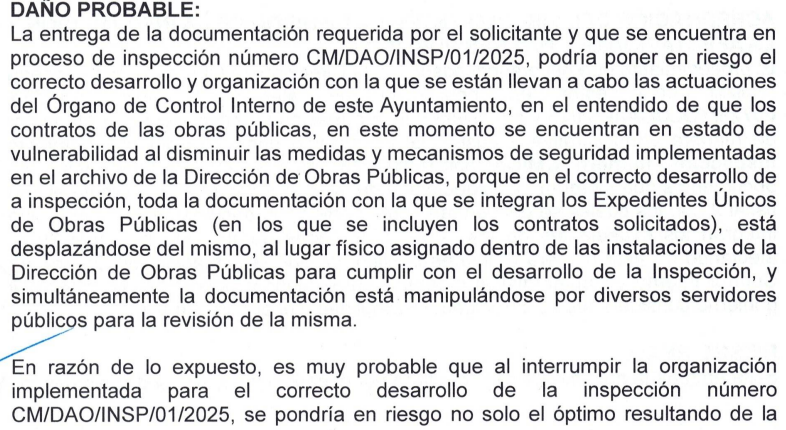 DAÑO PROBABLE:
La entrega de la documentación requerida por el solicitante y que se encuentra en
proceso de inspección número CM/DAO/INSP/01/2025, podría poner en riesgo el
correcto desarrollo y organización con la que se están llevan a cabo las actuaciones
del Órgano de Control Interno de este Ayuntamiento, en el entendido de que los
contratos de las obras públicas, en este momento se encuentran en estado de
vulnerabilidad al disminuir las medidas y mecanismos de seguridad implementadas
en el archivo de la Dirección de Obras Públicas, porque en el correcto desarrollo de
a inspección, toda la documentación con la que se integran los Expedientes Únicos
de Obras Públicas (en los que se incluyen los contratos solicitados), está
desplazándose del mismo, al lugar físico asignado dentro de las instalaciones de la
Dirección de Obras Públicas para cumplir con el desarrollo de la Inspección, y
simultáneamente la documentación está manipulándose por diversos servidores
públicos para la revisión de la misma.
En razón de lo expuesto, es muy probable que al interrumpir la organización
implementada para el correcto desarrollo de la inspección número
CM/DAO/INSP/01/2025, se pondría en riesgo no solo el óptimo resultando de la